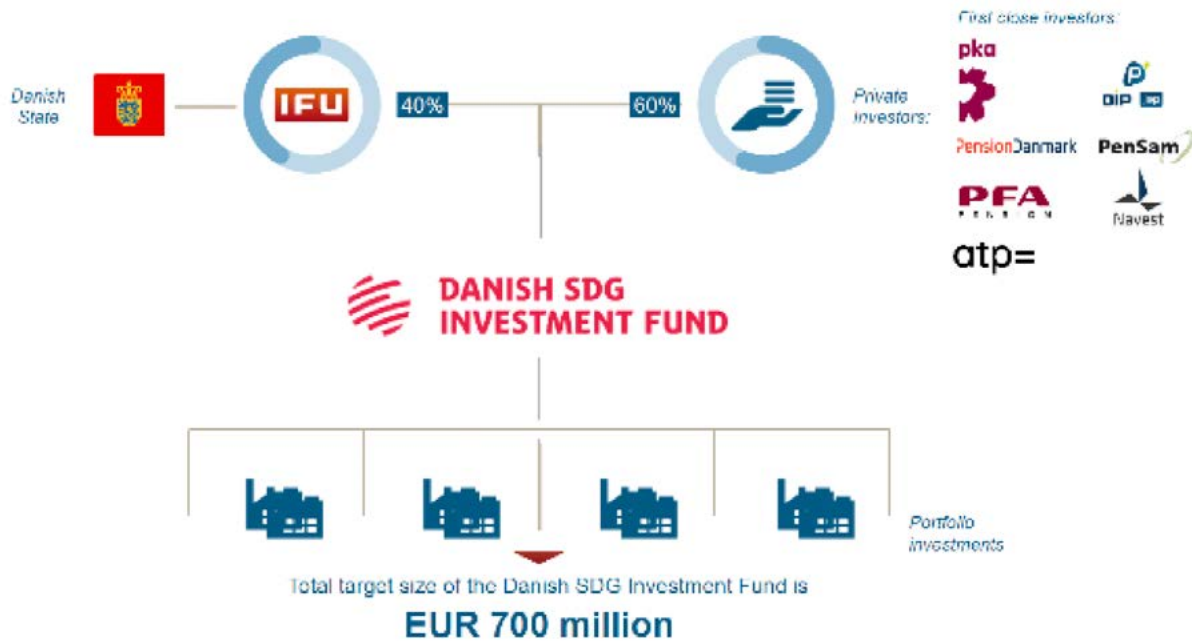 First close investors:
pka
Danish
State
IFU
40%
60%
Private
Investors:
DIP
PensionDanmark
PenSam
PFA
PENSION
Navest
atp=
DANISH SDG
INVESTMENT FUND
Portfolio
investments
Total target size of the Danish SDG Investment Fund is
EUR 700 million